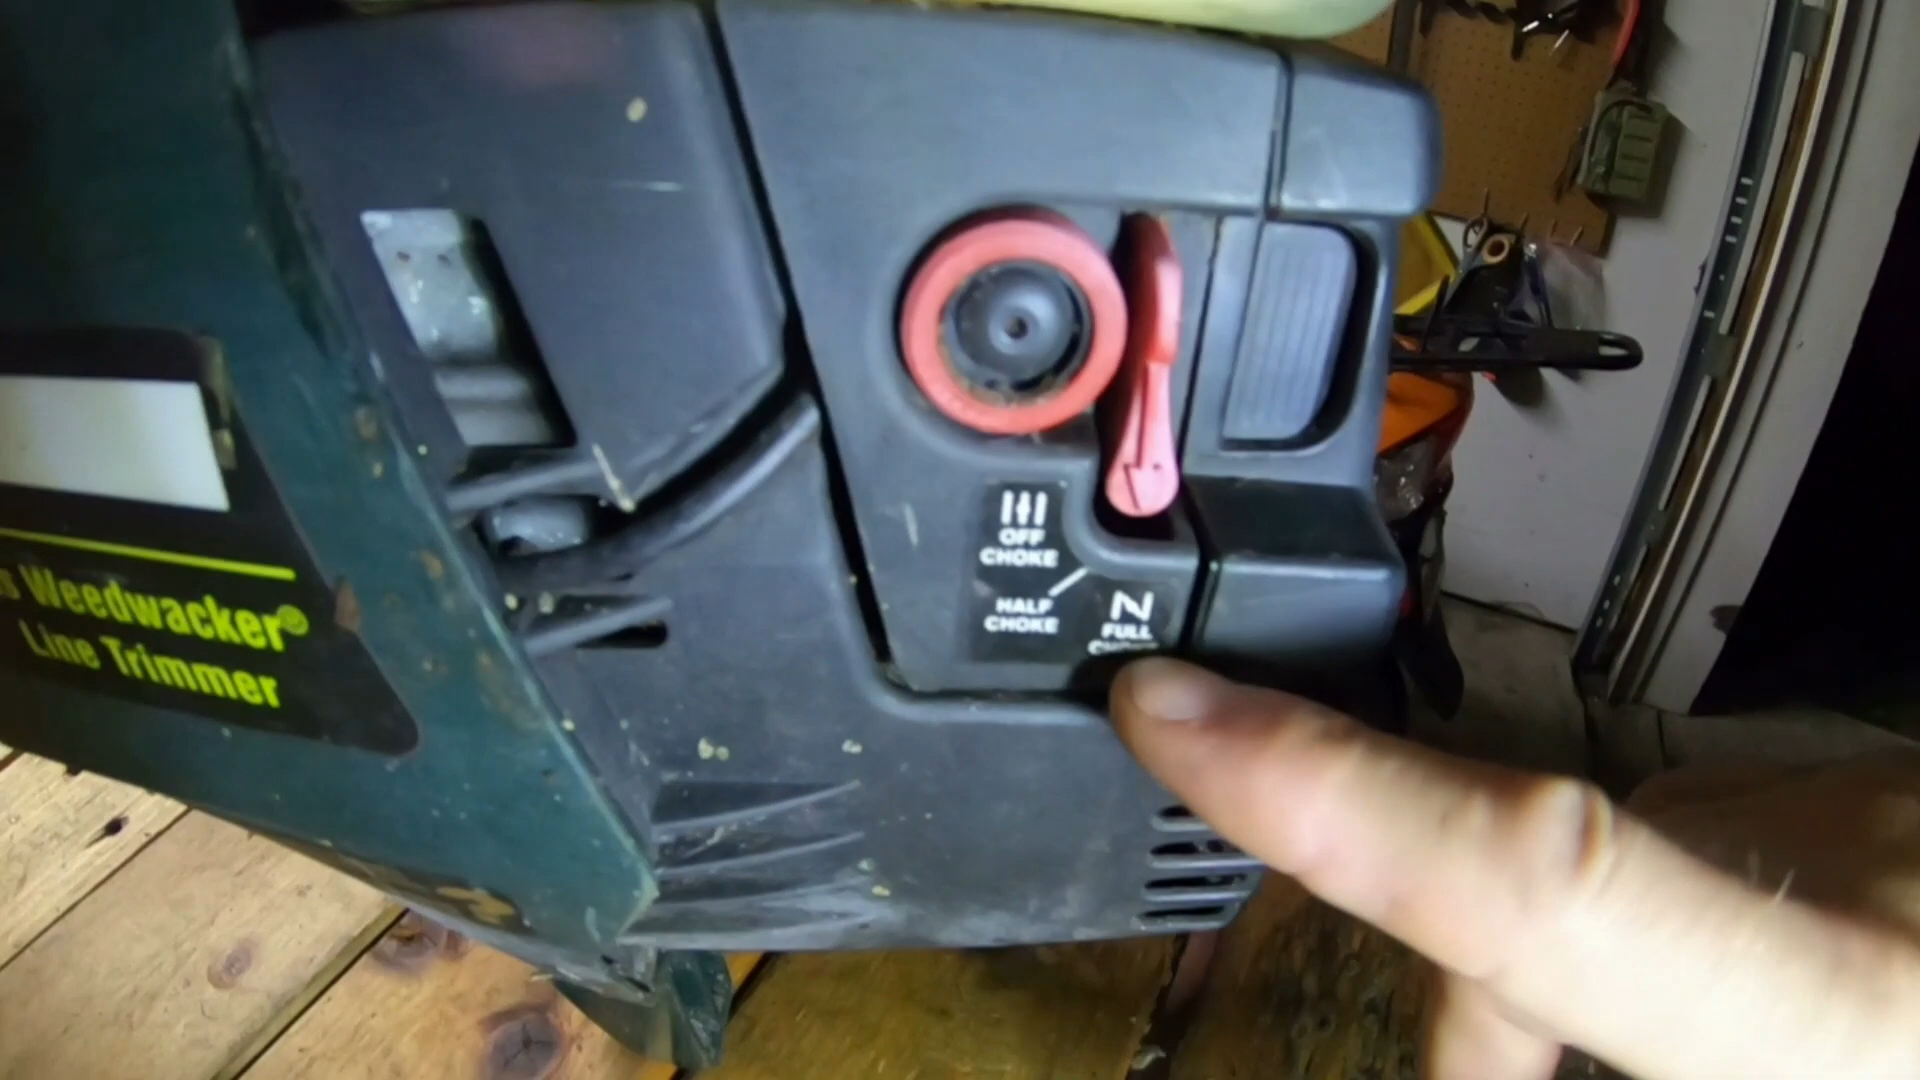 Weedwacker®
Line Trimmer
OFF
CHOKE
HALF
CHOKE
FULL